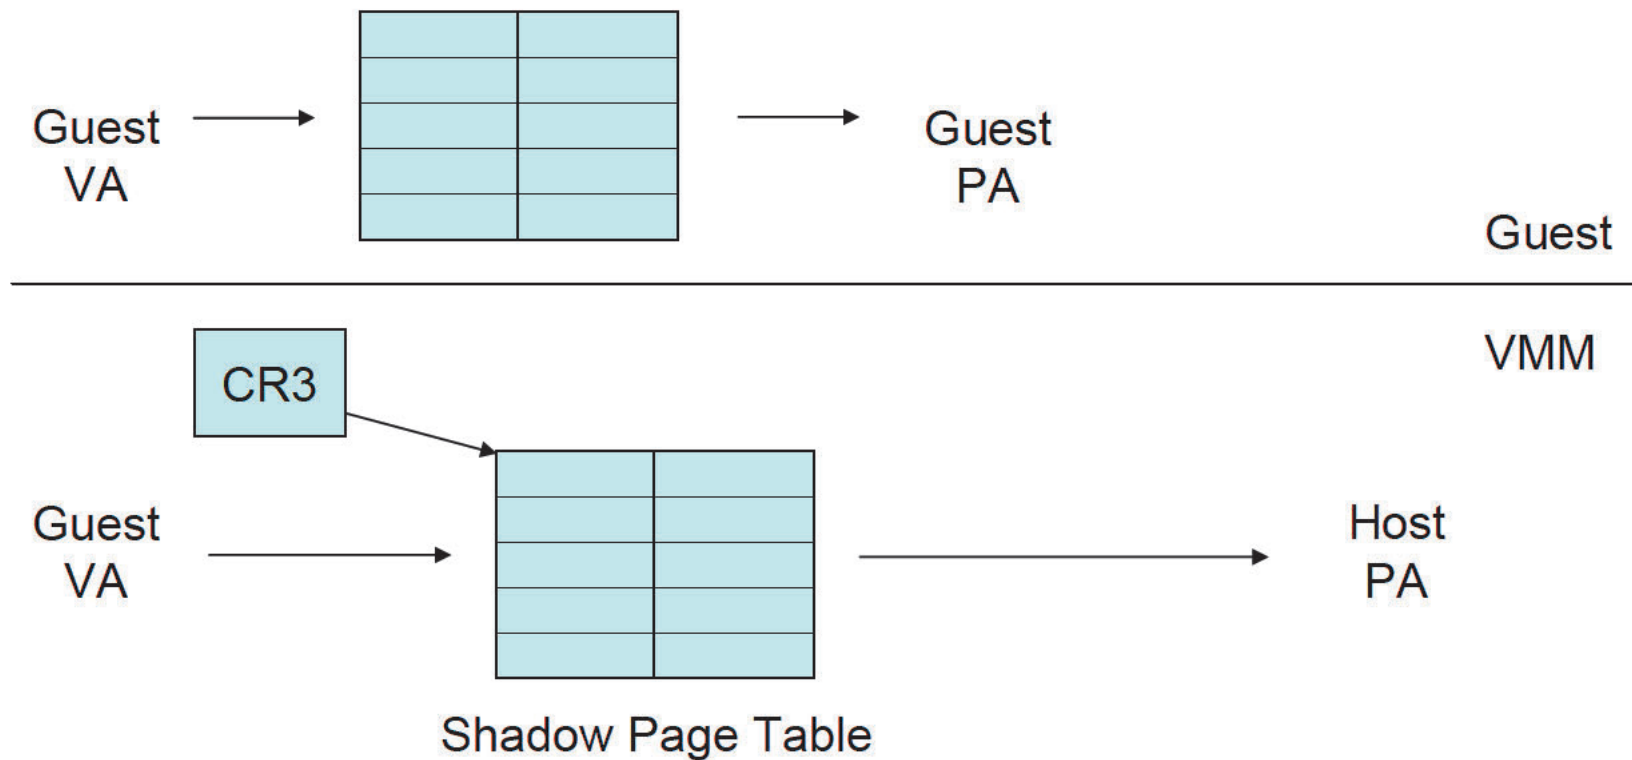 Guest
VA
Guest
PA
Guest
VMM
CR3
Guest
VA
Host
PA
Shadow Page Table